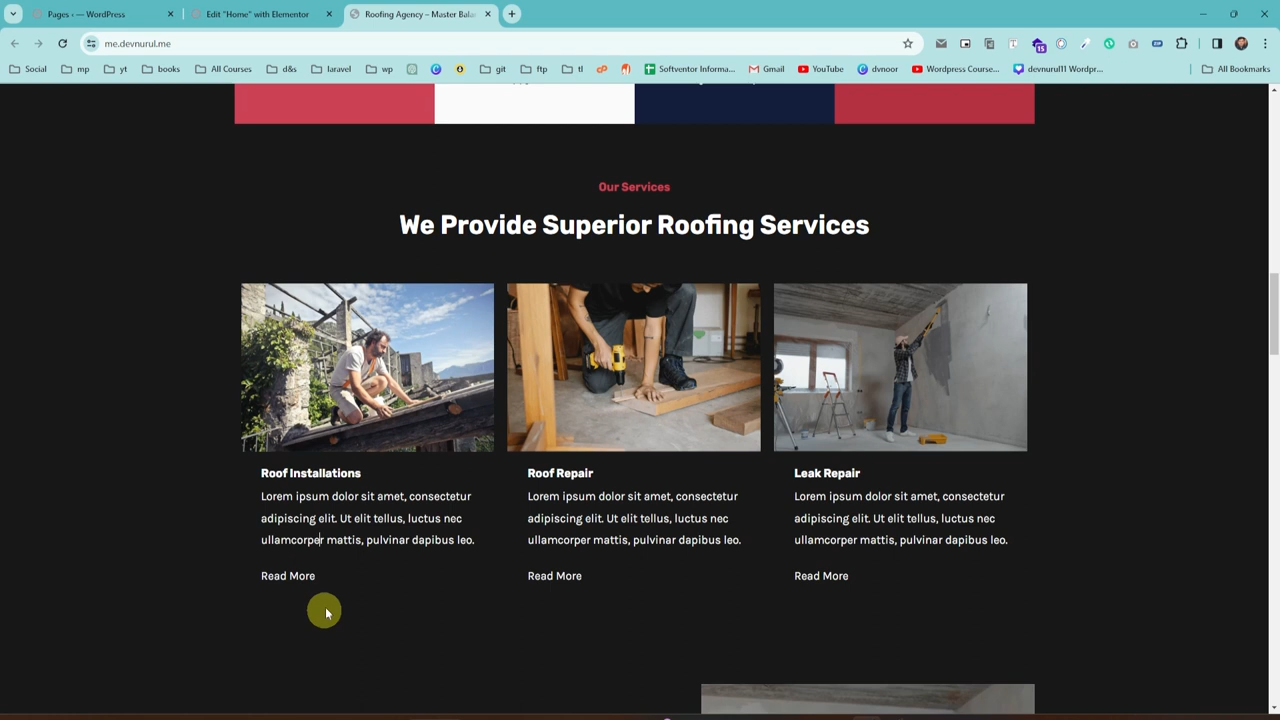 Pages ‹ — WordPress
Edit "Home" with Elementor
Roofing Agency – Master Bala
me.devnurul.me
15
Social
mp
yt
books
All Courses
d&s
laravel
wp
git
ftp
tl
Softventor Informa...
Gmail
YouTube
dvnoor
Wordpress Course...
devnurul11 Wordpr...
All Bookmarks
Our Services
We Provide Superior Roofing Services
Roof Installations
Lorem ipsum dolor sit amet, consectetur
adipiscing elit. Ut elit tellus, luctus nec
ullamcorper mattis, pulvinar dapibus leo.
Read More
Roof Repair
Lorem ipsum dolor sit amet, consectetur
adipiscing elit. Ut elit tellus, luctus nec
ullamcorper mattis, pulvinar dapibus leo.
Read More
Leak Repair
Lorem ipsum dolor sit amet, consectetur
adipiscing elit. Ut elit tellus, luctus nec
ullamcorper mattis, pulvinar dapibus leo.
Read More